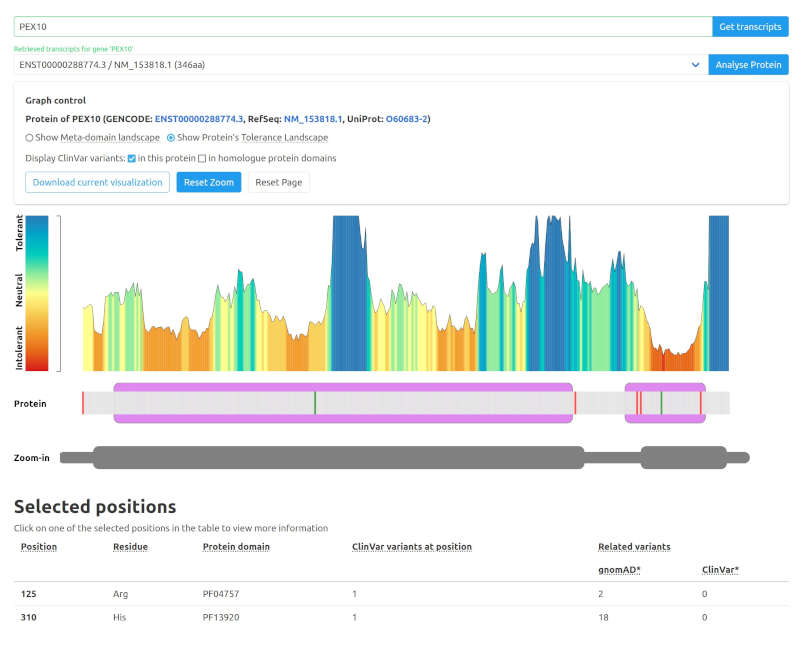 PEX10
Get transcripts
Retrieved transcripts for gene 'PEX10'
ENST00000288774.3 / NM_153818.1 (346aa)
Analyse Protein
Graph control
Protein of PEX10 (GENCODE: ENST00000288774.3, RefSeq: NM_153818.1, UniProt: O60683-2)
Show Meta-domain landscape Show Protein's Tolerance Landscape
Display ClinVar variants: in this protein in homologue protein domains
Download current visualization Reset Zoom Reset Page
Tolerant
Neutral
Intolerant
Protein
Zoom-in
Selected positions
Click on one of the selected positions in the table to view more information
Position Residue Protein domain ClinVar variants at position Related variants
gnomAD* ClinVar*
125 Arg PF04757 1 2 0
310 His PF13920 1 18 0